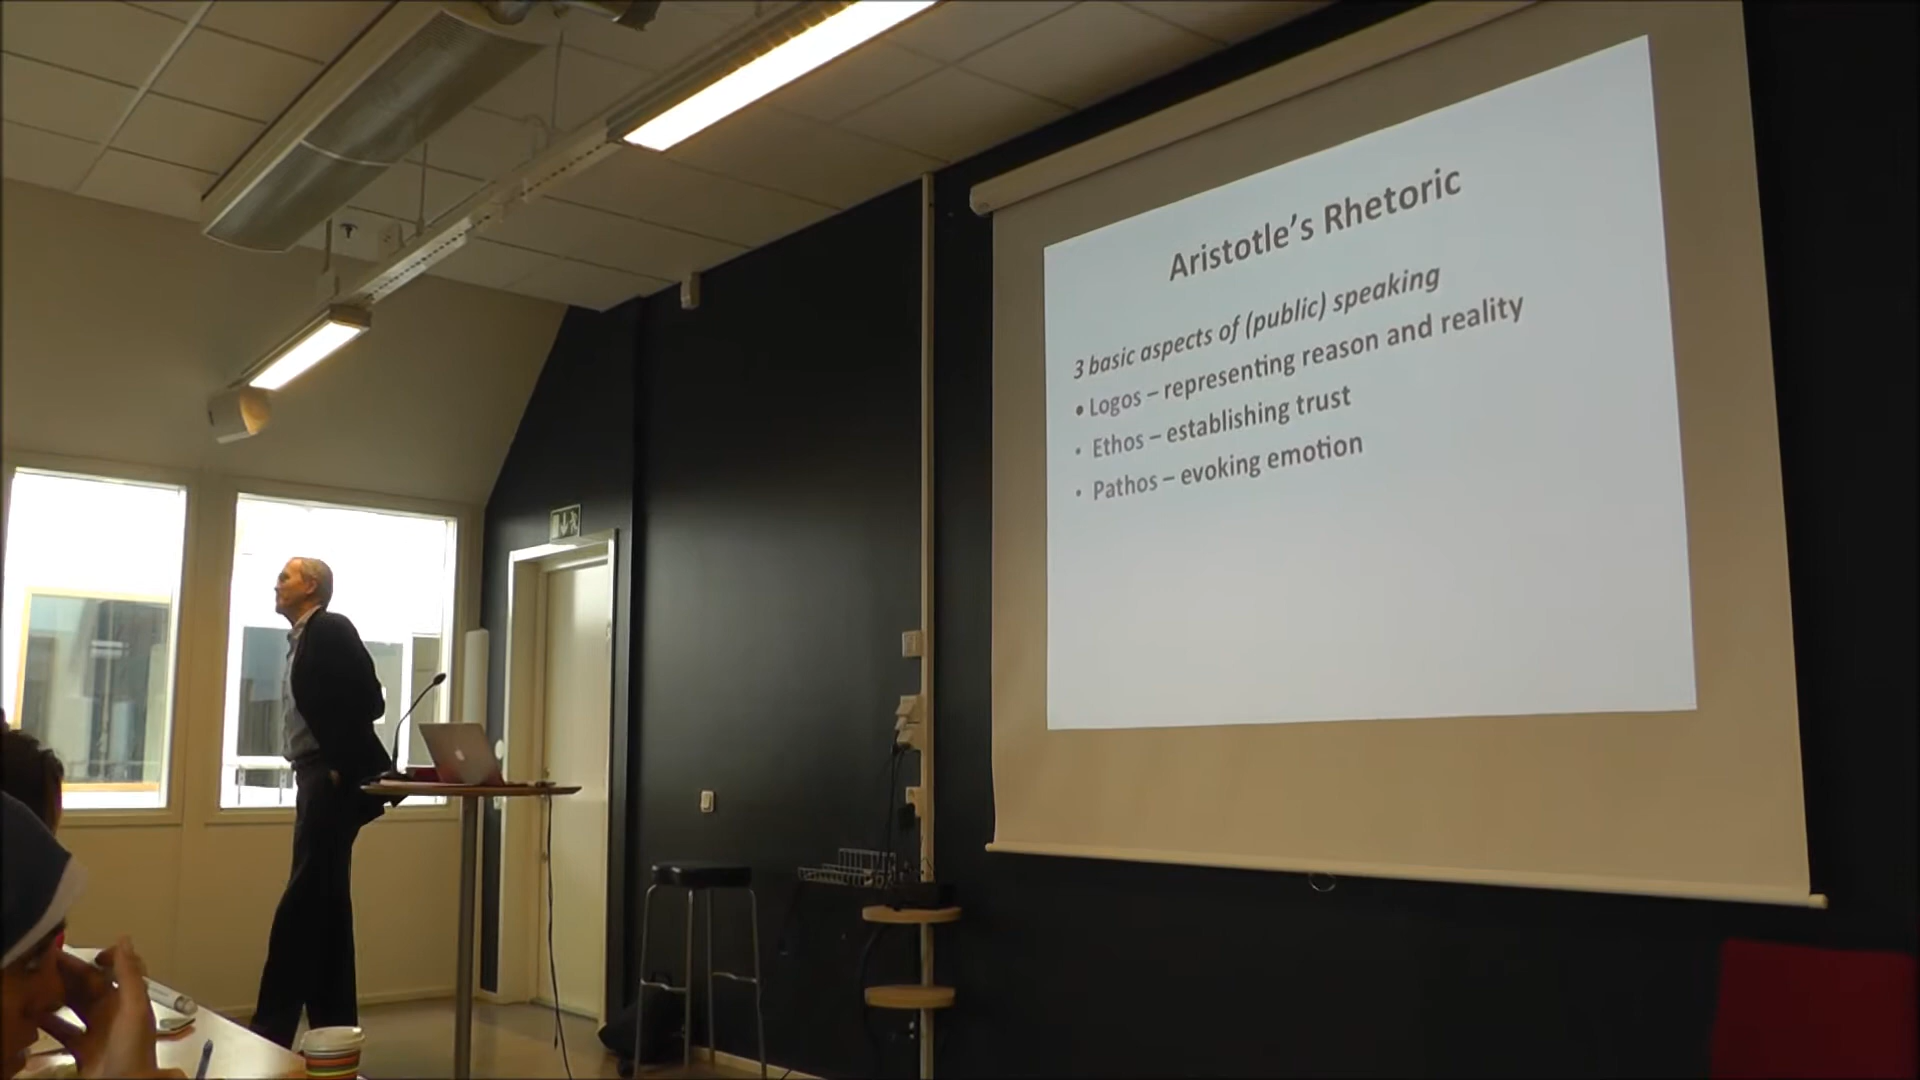 Aristotle's Rhetoric
3 basic aspects of (public) speaking
• Logos – representing reason and reality
• Ethos – establishing trust
• Pathos – evoking emotion